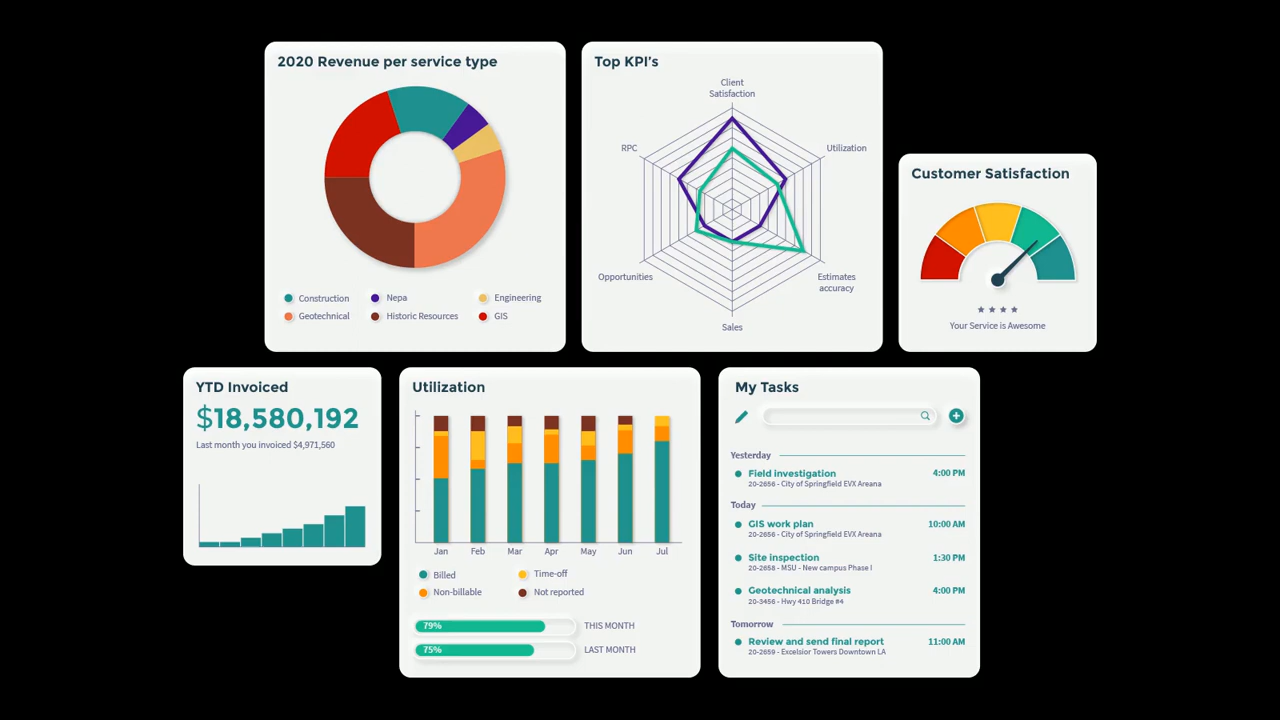 2020 Revenue per service type
Construction
Nepa
Engineering
Geotechnical
Historic Resources
GIS
Top KPI's
Client
Satisfaction
RPC
Utilization
Opportunities
Estimates
accuracy
Sales
Customer Satisfaction
Your Service is Awesome
YTD Invoiced
$18,580,192
Last month you invoiced $4,971,560
Utilization
Jan Feb Mar Apr May Jun Jul
Billed
Time-off
Non-billable
Not reported
79% THIS MONTH
75% LAST MONTH
My Tasks
Yesterday
Field investigation 4:00 PM
20-2656 - City of Springfield EVX Areana
Today
GIS work plan 10:00 AM
20-2656 - City of Springfield EVX Areana
Site inspection 1:30 PM
20-2658 - MSU - New campus Phase I
Geotechnical analysis 4:00 PM
20-3456 - Hwy 410 Bridge #4
Tomorrow
Review and send final report 11:00 AM
20-2659 - Excelsior Towers Downtown LA